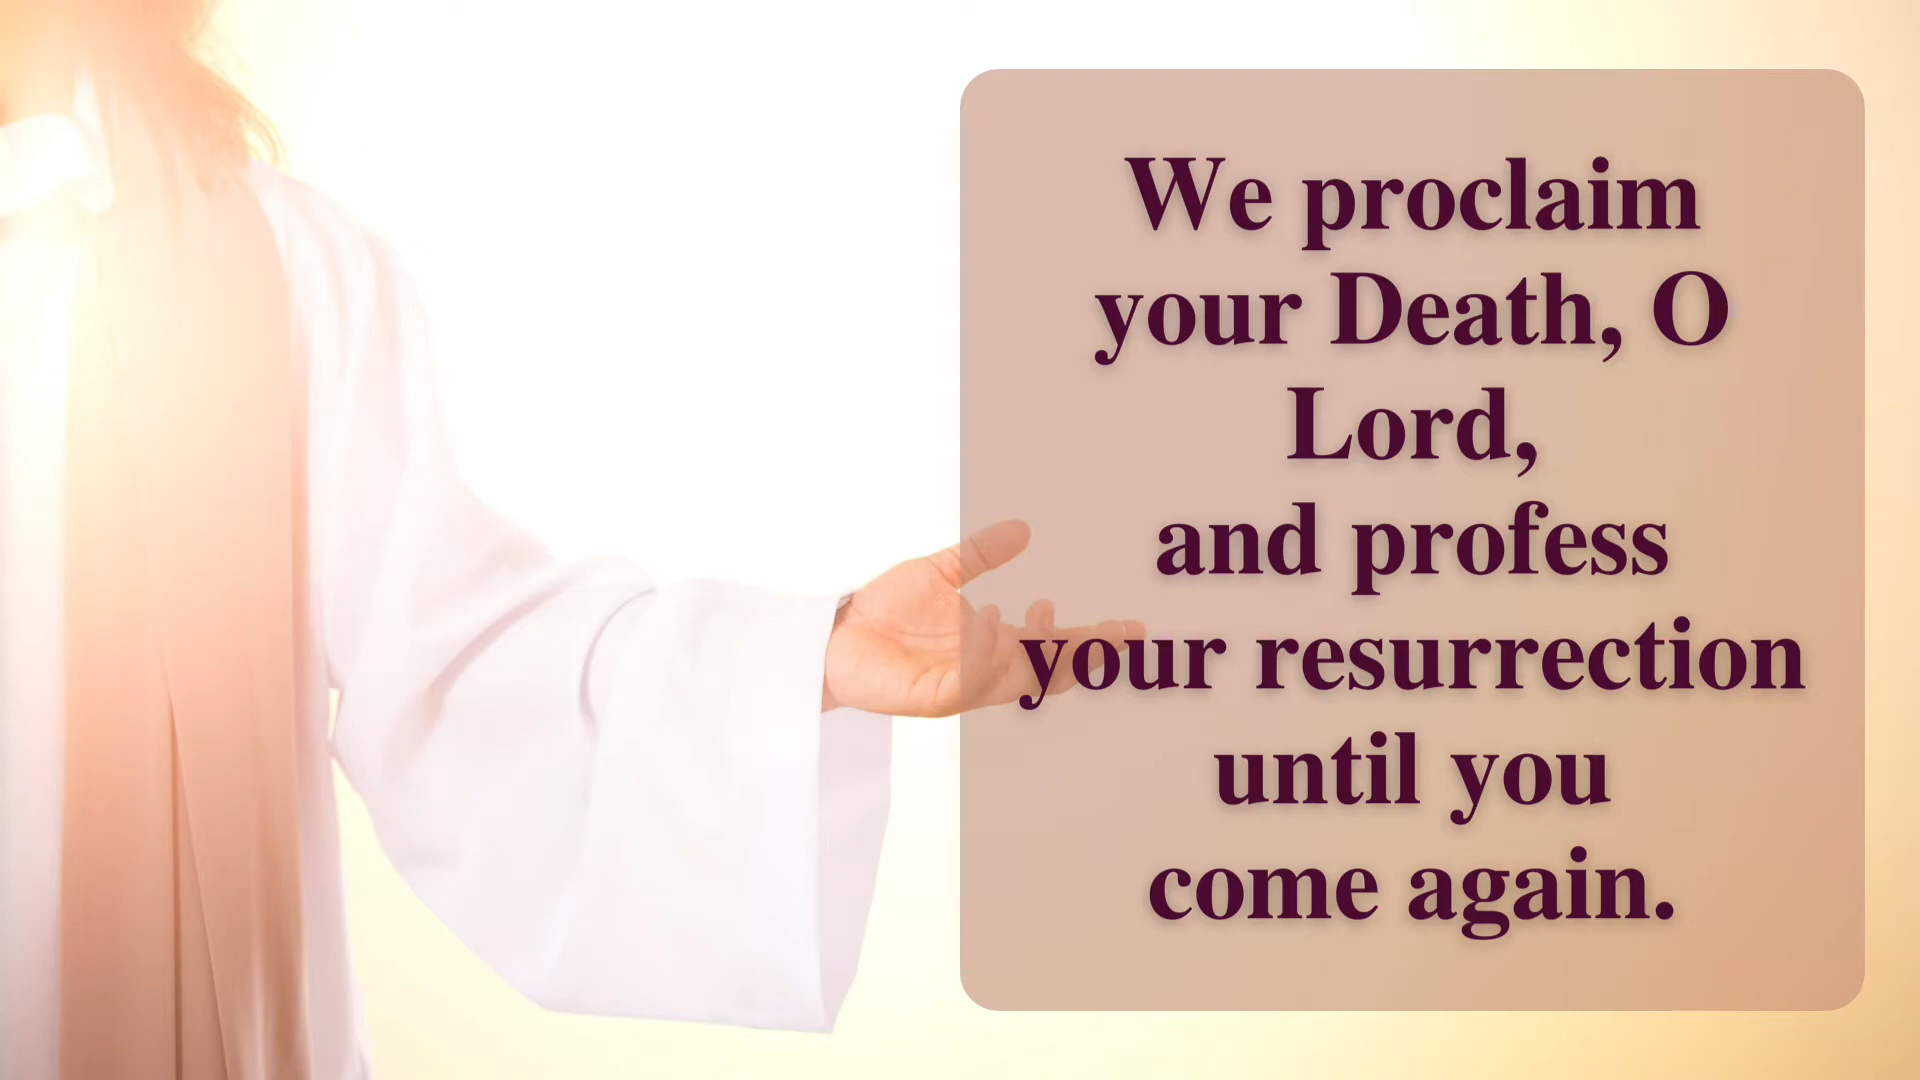 We proclaim
your Death, O
Lord,
and profess
your resurrection
until you
come again.